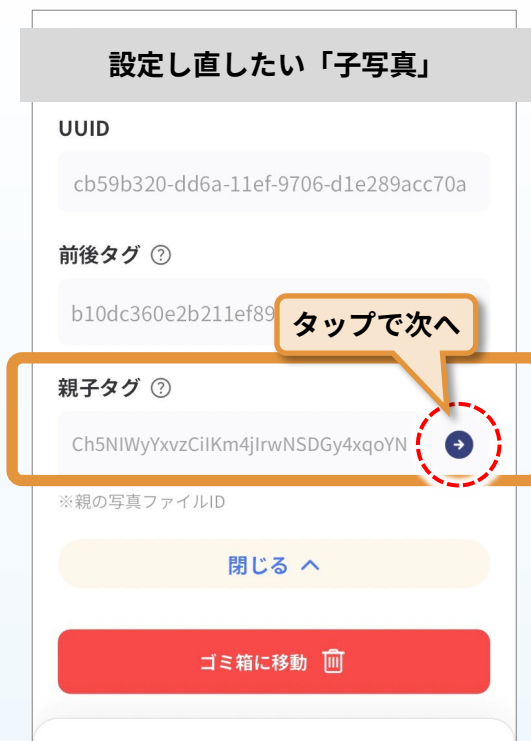 設定し直したい「子写真」
UUID
cb59b320-dd6a-11ef-9706-d1e289acc70a
前後タグ ?
b10dc360e2b211ef89
タップで次へ
親子タグ ?
Ch5NIWyYxvzCiIKm4jIrwNSDGy4xqoYN
※親の写真ファイルID
閉じる
ゴミ箱に移動